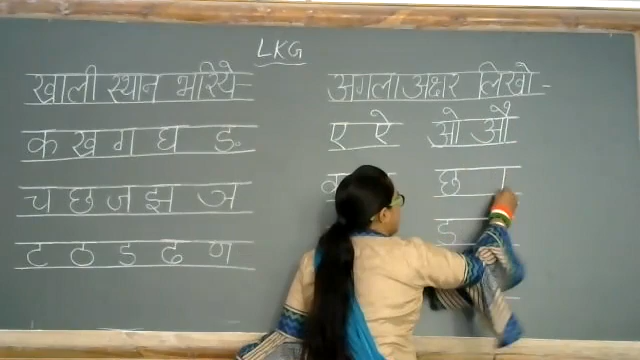 LKG
खाली स्थान भरिये-
क ख ग घ ङ
च छ ज झ ञ
ट ठ ड ढ ण
अगला अक्षर लिखो-
ए ऐ ओ औ
छ
ड